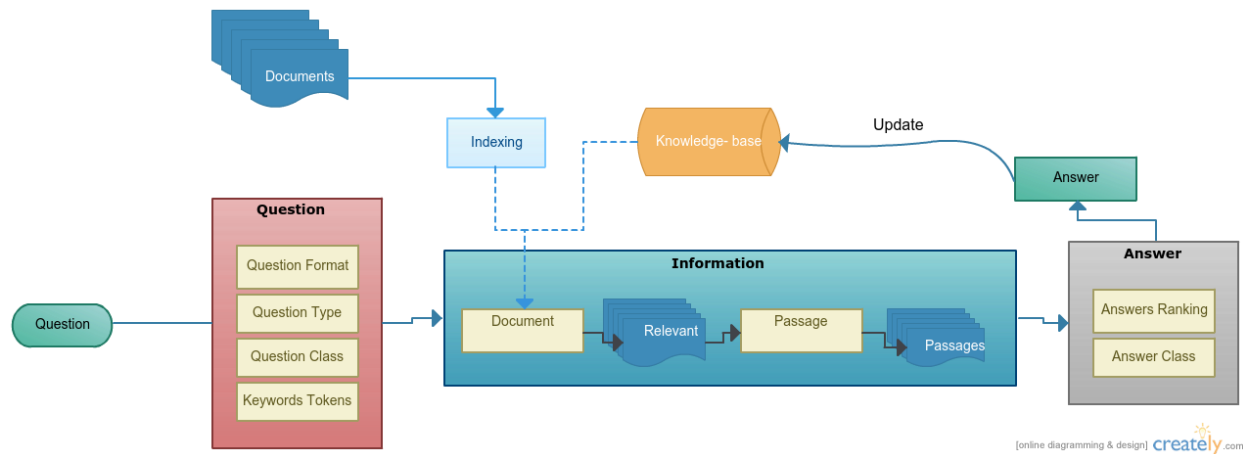 Documents
Indexing
Knowledge- base
Update
Answer
Question
Question Format
Question Type
Question Class
Keywords Tokens
Question
Information
Document
Relevant
Passage
Passages
Answer
Answers Ranking
Answer Class
[online diagramming & design] creately.com